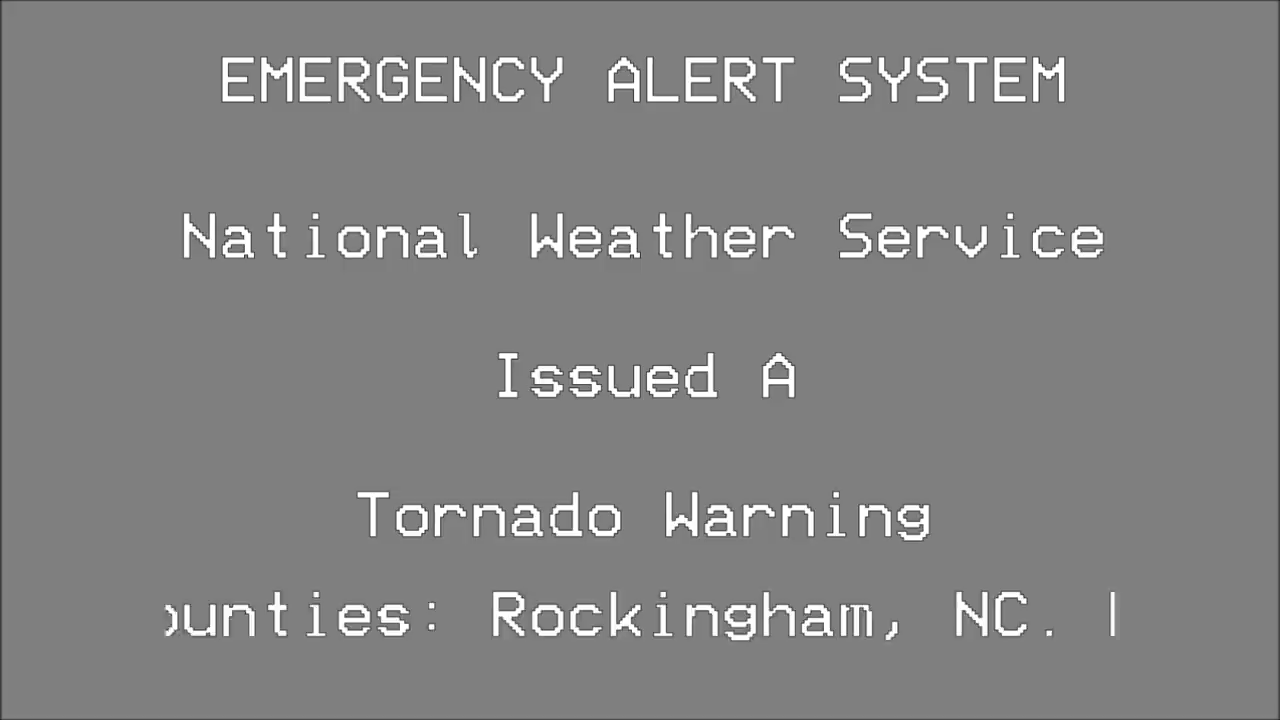 EMERGENCY ALERT SYSTEM
National Weather Service
Issued A
Tornado Warning
ounties: Rockingham, NC.